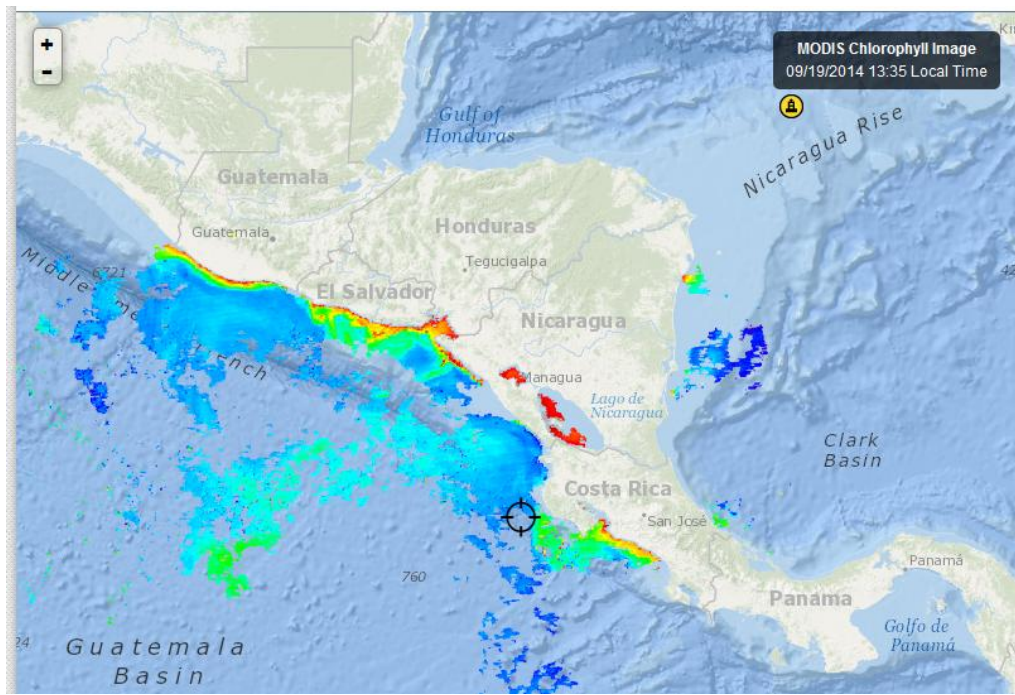 +
-
MODIS Chlorophyll Image
09/19/2014 13:35 Local Time
Gulf of
Honduras
Nicaragua Rise
Guatemala
Guatemala
Honduras
Tegucigalpa
6721
El Salvador
Nicaragua
Managua
Lago de
Nicaragua
Clark
Basin
Costa Rica
San José
760
Panamá
Panama
Golfo de
Panamá
24
Guatemala
Basin